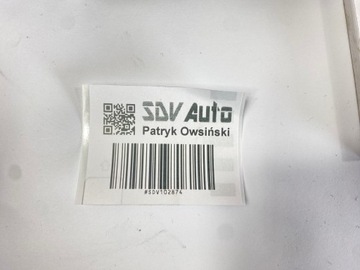 SDV Auto
Patryk Owsiński
#SDV102874